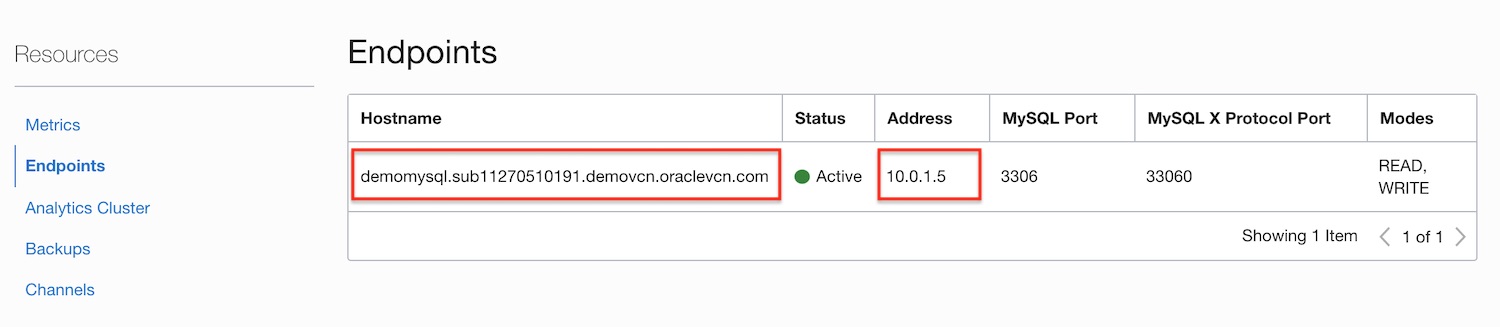 Resources
Metrics
Endpoints
Analytics Cluster
Backups
Channels
Endpoints
Hostname Status Address MySQL Port MySQL X Protocol Port Modes
demomysql.sub11270510191.demovcn.oraclevcn.com Active 10.0.1.5 3306 33060 READ,
WRITE
Showing 1 Item < 1 of 1 >